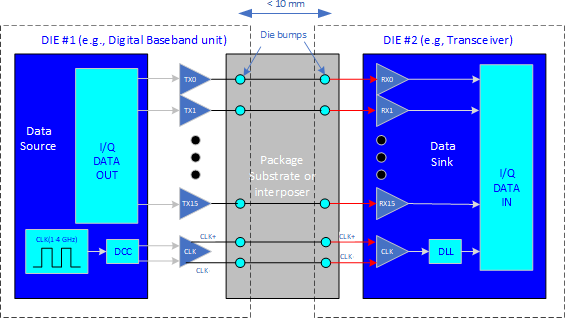 < 10 mm
DIE #1 (e.g., Digital Baseband unit)
Die bumps
DIE #2 (e.g, Transceiver)
TX0
RX0
TX1
RX1
Data
Source
I/Q
DATA
OUT
Package
Substrate or
interposer
Data
Sink
I/Q
DATA
IN
TX15
RX15
CLK(1-4 GHz)
DCC
CLK+
CLK
CLK-
CLK+
CLK-
CLK
DLL